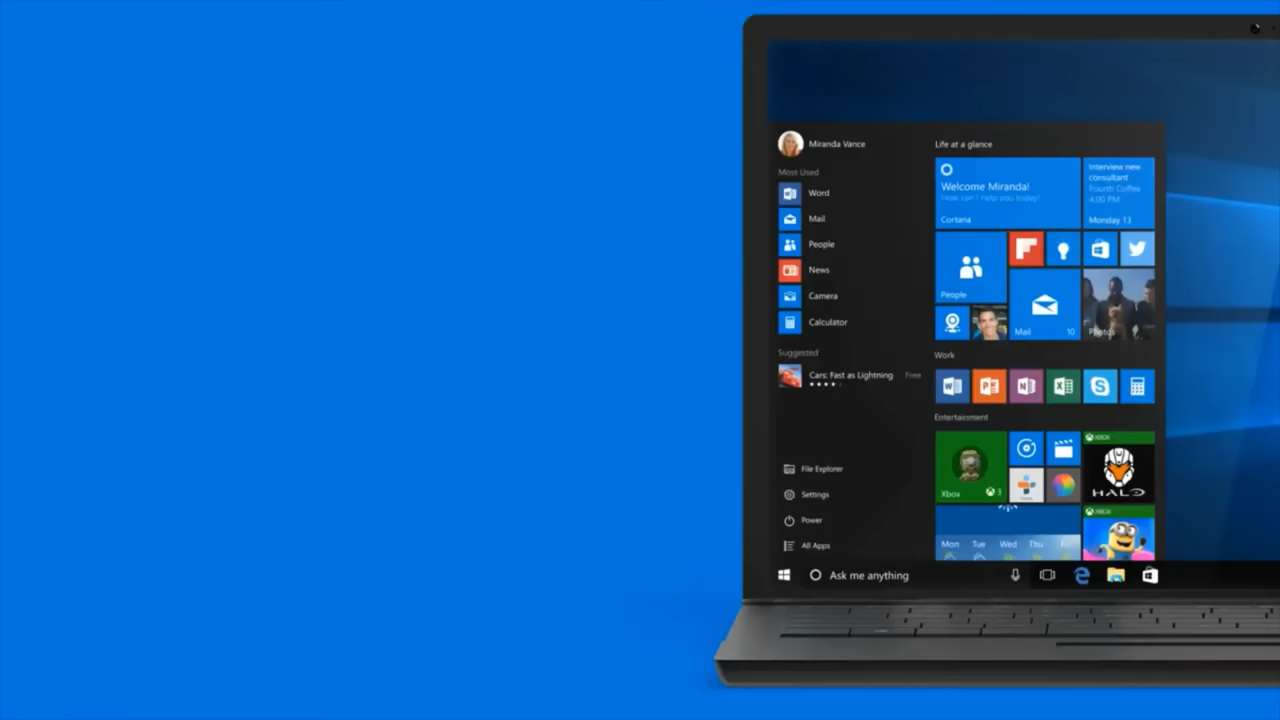 Miranda Vance
Most Used
Word
Mail
People
News
Camera
Calculator
Suggested
Cars: Fast as Lightning Free
File Explorer
Settings
Power
All Apps
Life at a glance
Welcome Miranda!
How can I help you today?
Cortana
Interview new
consultant
Fourth Coffee
4:00 PM
Monday 13
People
Mail 10
Photos
Work
Entertainment
Xbox 3
XBOX
HALO
XBOX
Mon Tue Wed Thu Fri
Ask me anything